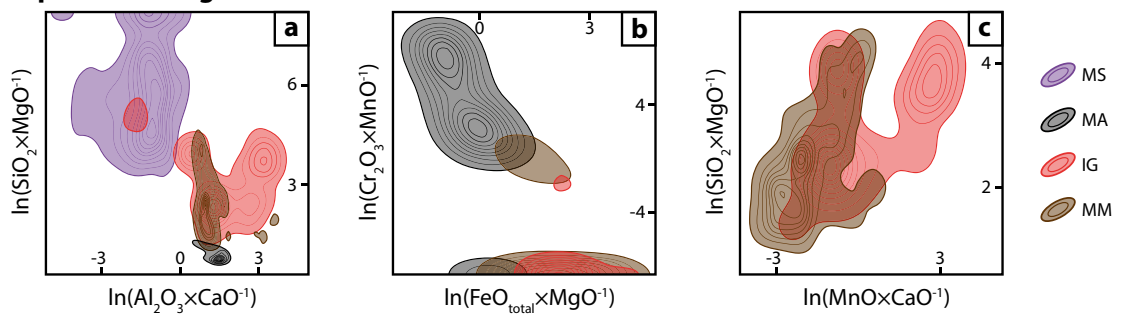 a
b
c
0
3
6
4
4
3
-4
2
-3
0
3
-3
3
ln(SiO₂×MgO⁻¹)
ln(Cr₂O₃×MnO⁻¹)
ln(SiO₂×MgO⁻¹)
ln(Al₂O₃×CaO⁻¹)
ln(FeO_total×MgO⁻¹)
ln(MnO×CaO⁻¹)
MS
MA
IG
MM